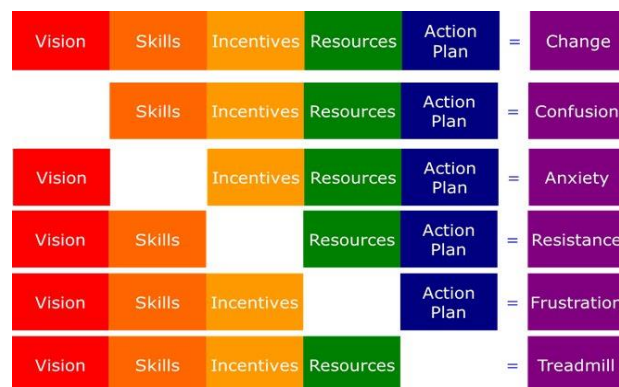 Vision Skills Incentives Resources Action Plan = Change
Skills Incentives Resources Action Plan = Confusion
Vision Incentives Resources Action Plan = Anxiety
Vision Skills Resources Action Plan = Resistance
Vision Skills Incentives Action Plan = Frustration
Vision Skills Incentives Resources = Treadmill